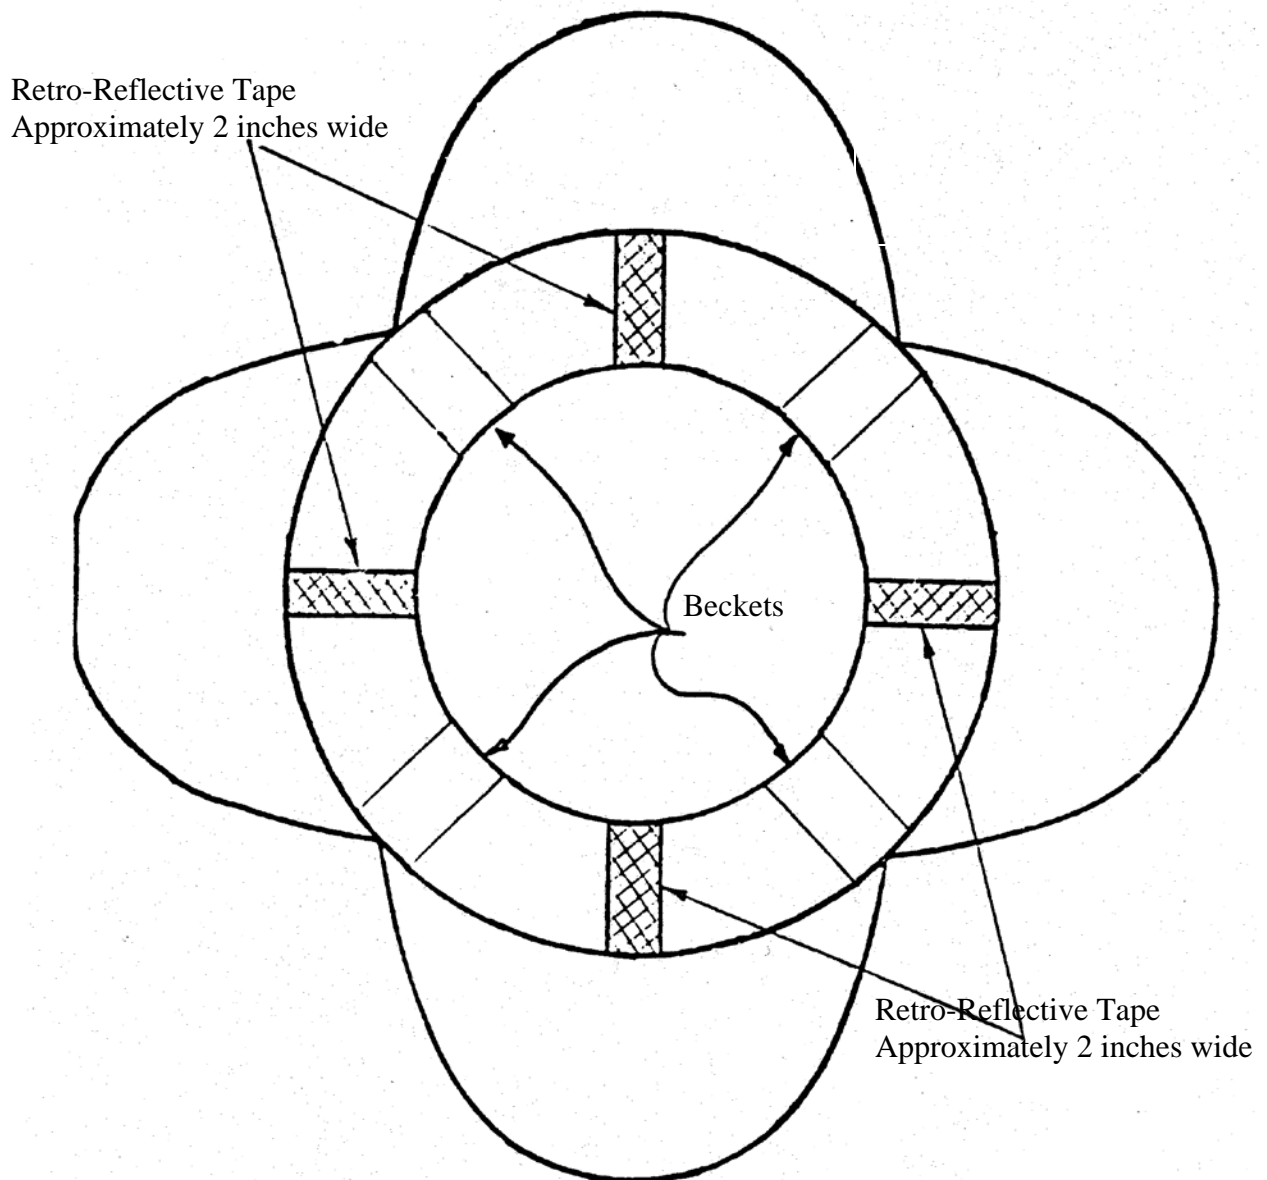 Retro-Reflective Tape
Approximately 2 inches wide
Beckets
Retro-Reflective Tape
Approximately 2 inches wide